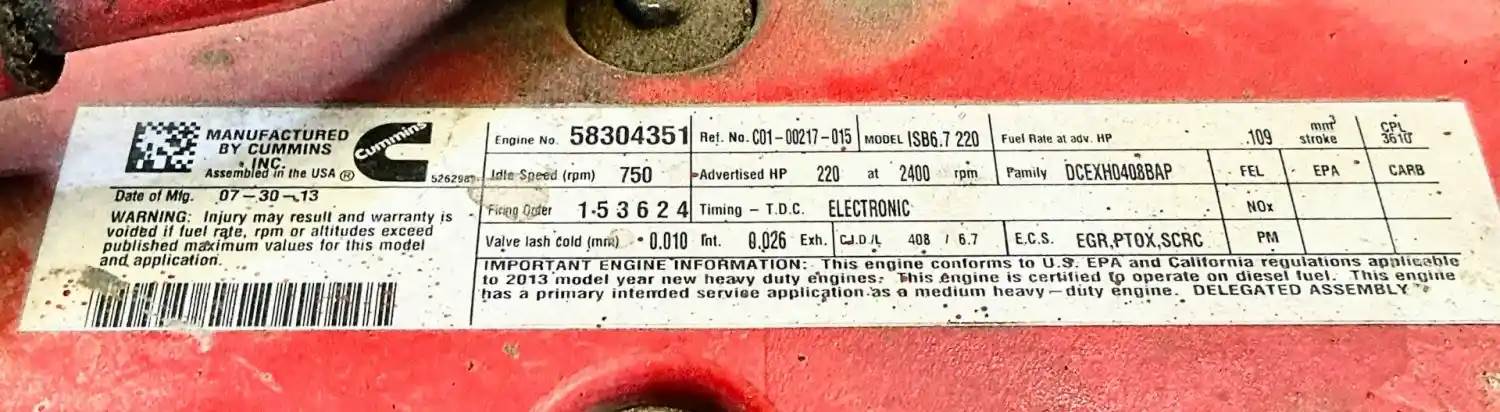 MANUFACTURED
BY CUMMINS
INC.
Assembled in the USA ®
Cummins
526298
Date of Mfg. 07-30-13
WARNING: Injury may result and warranty is
voided if fuel rate, rpm or altitudes exceed
published maximum values for this model
and application.
Engine No. 58304351 Ref. No. C01-00217-015 MODEL ISB6.7 220 Fuel Rate at adv. HP .109 mm³ stroke CPL 3610
Idle Speed (rpm) 750 Advertised HP 220 at 2400 rpm Family DCEXH0408BAP FEL EPA CARB
Firing Order 1 5 3 6 2 4 Timing - T.D.C. ELECTRONIC NOx
Valve lash cold (mm) 0.010 Int. 0.026 Exh. C.I.D./L 408 / 6.7 E.C.S. EGR,PTOX,SCRC PM
IMPORTANT ENGINE INFORMATION: This engine conforms to U.S. EPA and California regulations applicable
to 2013 model year new heavy duty engines. This engine is certified to operate on diesel fuel. This engine
has a primary intended service application as a medium heavy-duty engine. DELEGATED ASSEMBLY